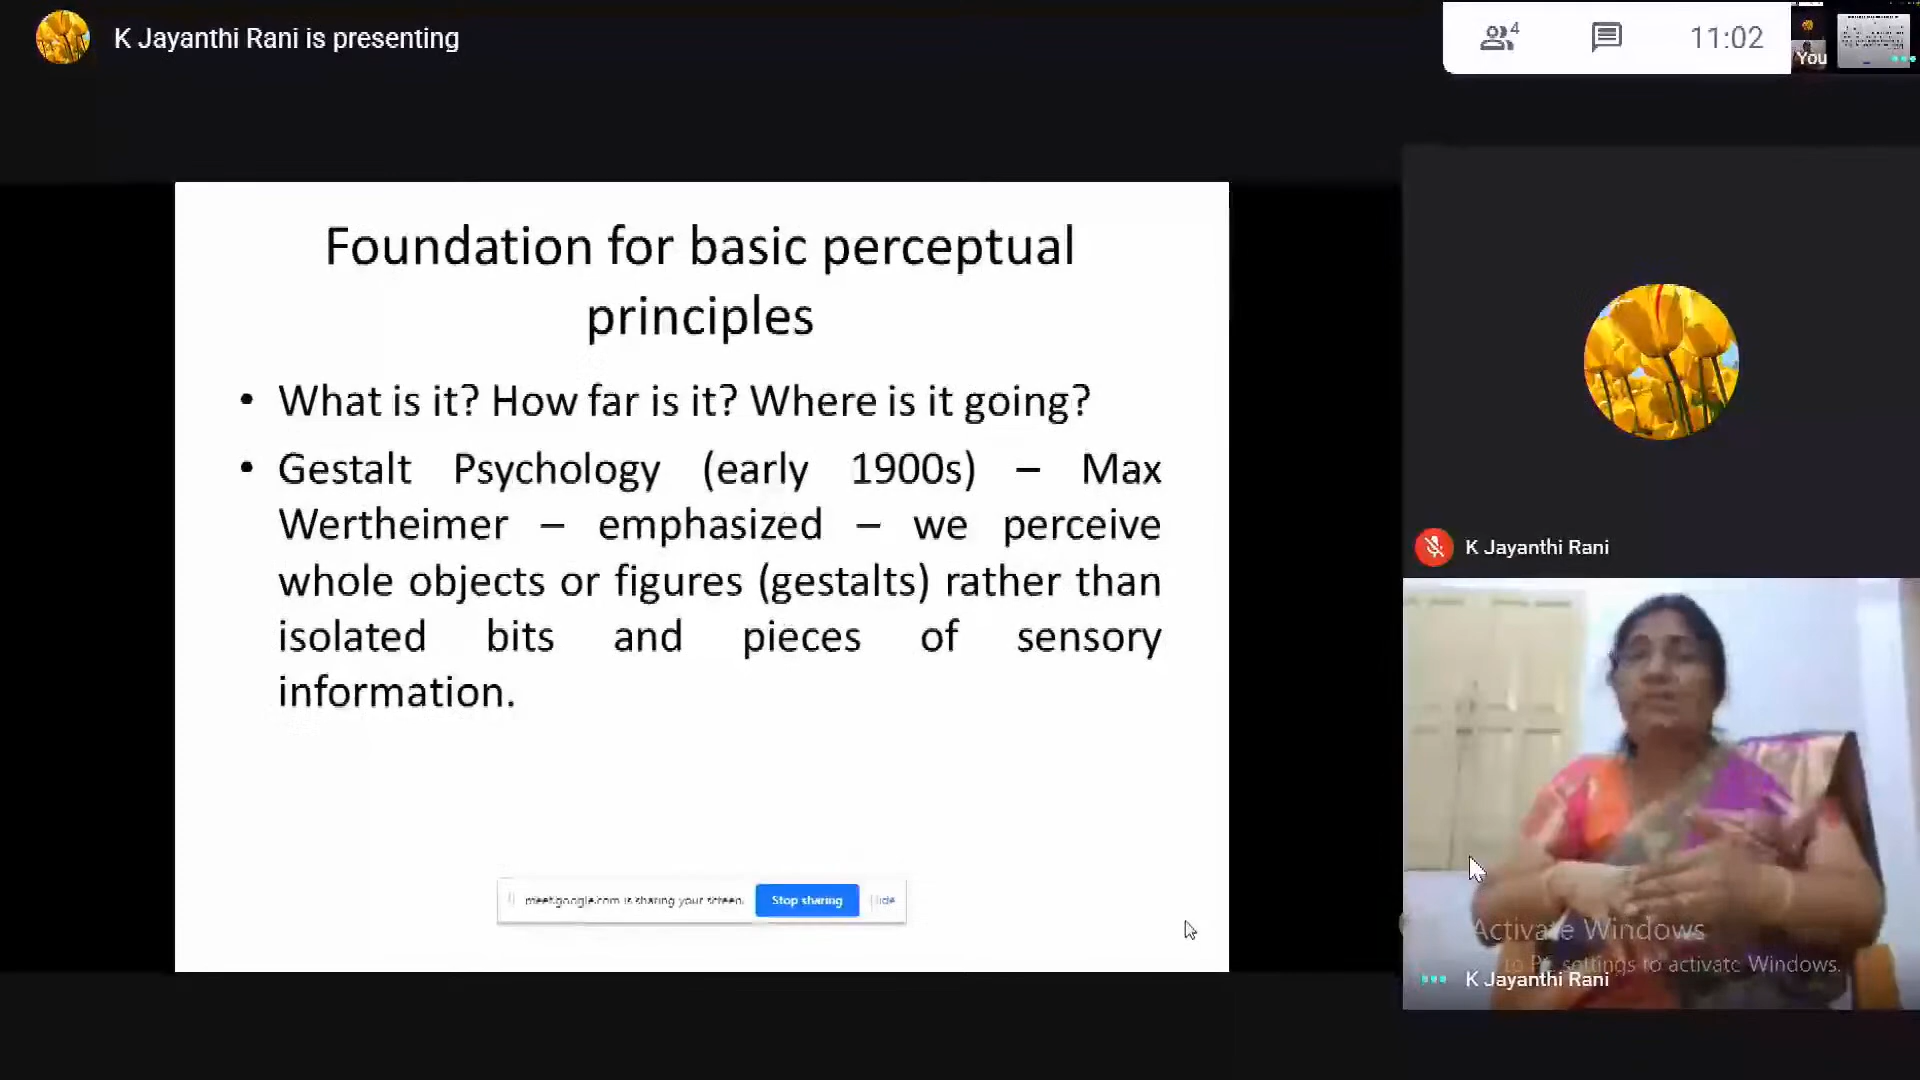 K Jayanthi Rani is presenting
4
11:02
You
Foundation for basic perceptual
principles
• What is it? How far is it? Where is it going?
• Gestalt Psychology (early 1900s) – Max
Wertheimer – emphasized – we perceive
whole objects or figures (gestalts) rather than
isolated bits and pieces of sensory
information.
meet.google.com is sharing your screen.
Stop sharing
Hide
K Jayanthi Rani
Activate Windows
to PC settings to activate Windows.
K Jayanthi Rani